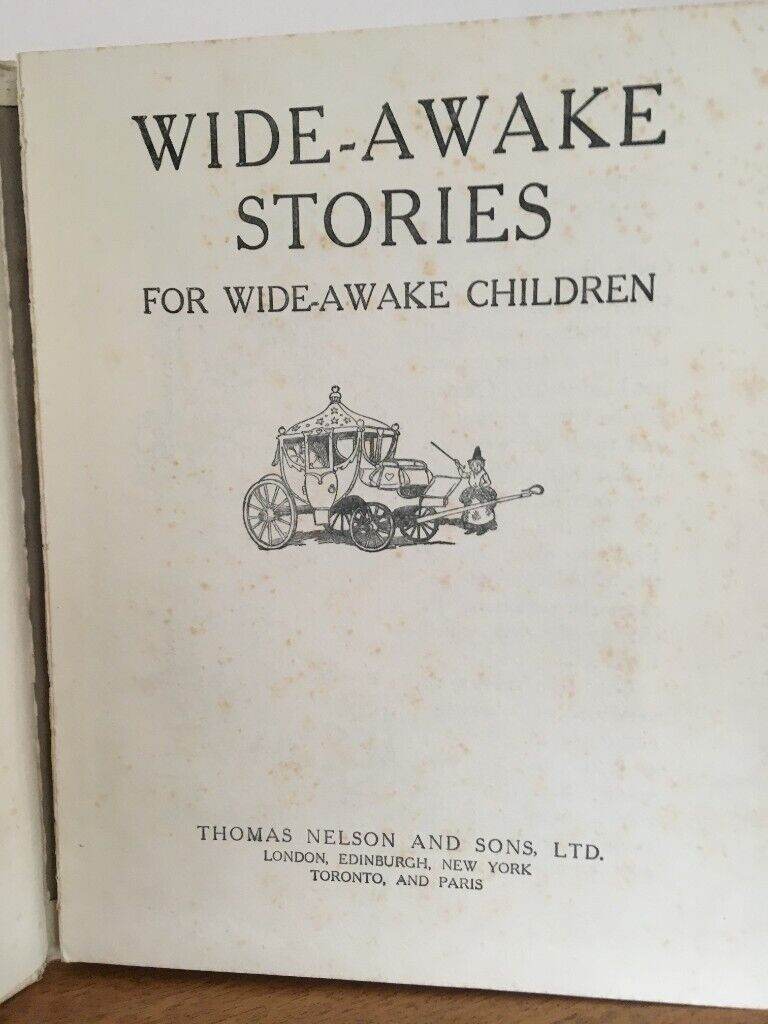 WIDE-AWAKE
STORIES
FOR WIDE-AWAKE CHILDREN
THOMAS NELSON AND SONS, LTD.
LONDON, EDINBURGH, NEW YORK
TORONTO, AND PARIS